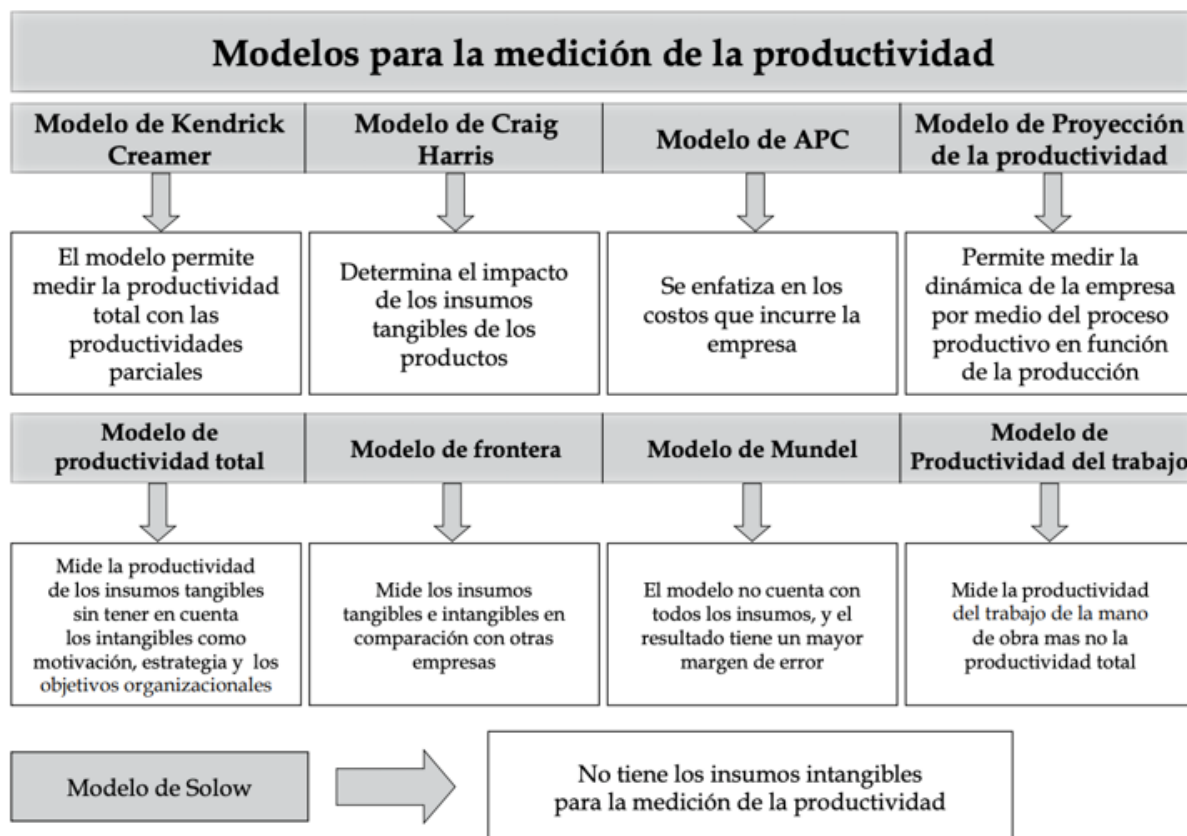 Modelos para la medición de la productividad
Modelo de Kendrick
Creamer
Modelo de Craig
Harris
Modelo de APC
Modelo de Proyección
de la productividad
El modelo permite
medir la productividad
total con las
productividades
parciales
Determina el impacto
de los insumos
tangibles de los
productos
Se enfatiza en los
costos que incurre la
empresa
Permite medir la
dinámica de la empresa
por medio del proceso
productivo en función
de la producción
Modelo de
productividad total
Modelo de frontera
Modelo de Mundel
Modelo de
Productividad del trabajo
Mide la productividad
de los insumos tangibles
sin tener en cuenta
los intangibles como
motivación, estrategia y los
objetivos organizacionales
Mide los insumos
tangibles e intangibles en
comparación con otras
empresas
El modelo no cuenta con
todos los insumos, y el
resultado tiene un mayor
margen de error
Mide la productividad
del trabajo de la mano
de obra mas no la
productividad total
Modelo de Solow
No tiene los insumos intangibles
para la medición de la productividad